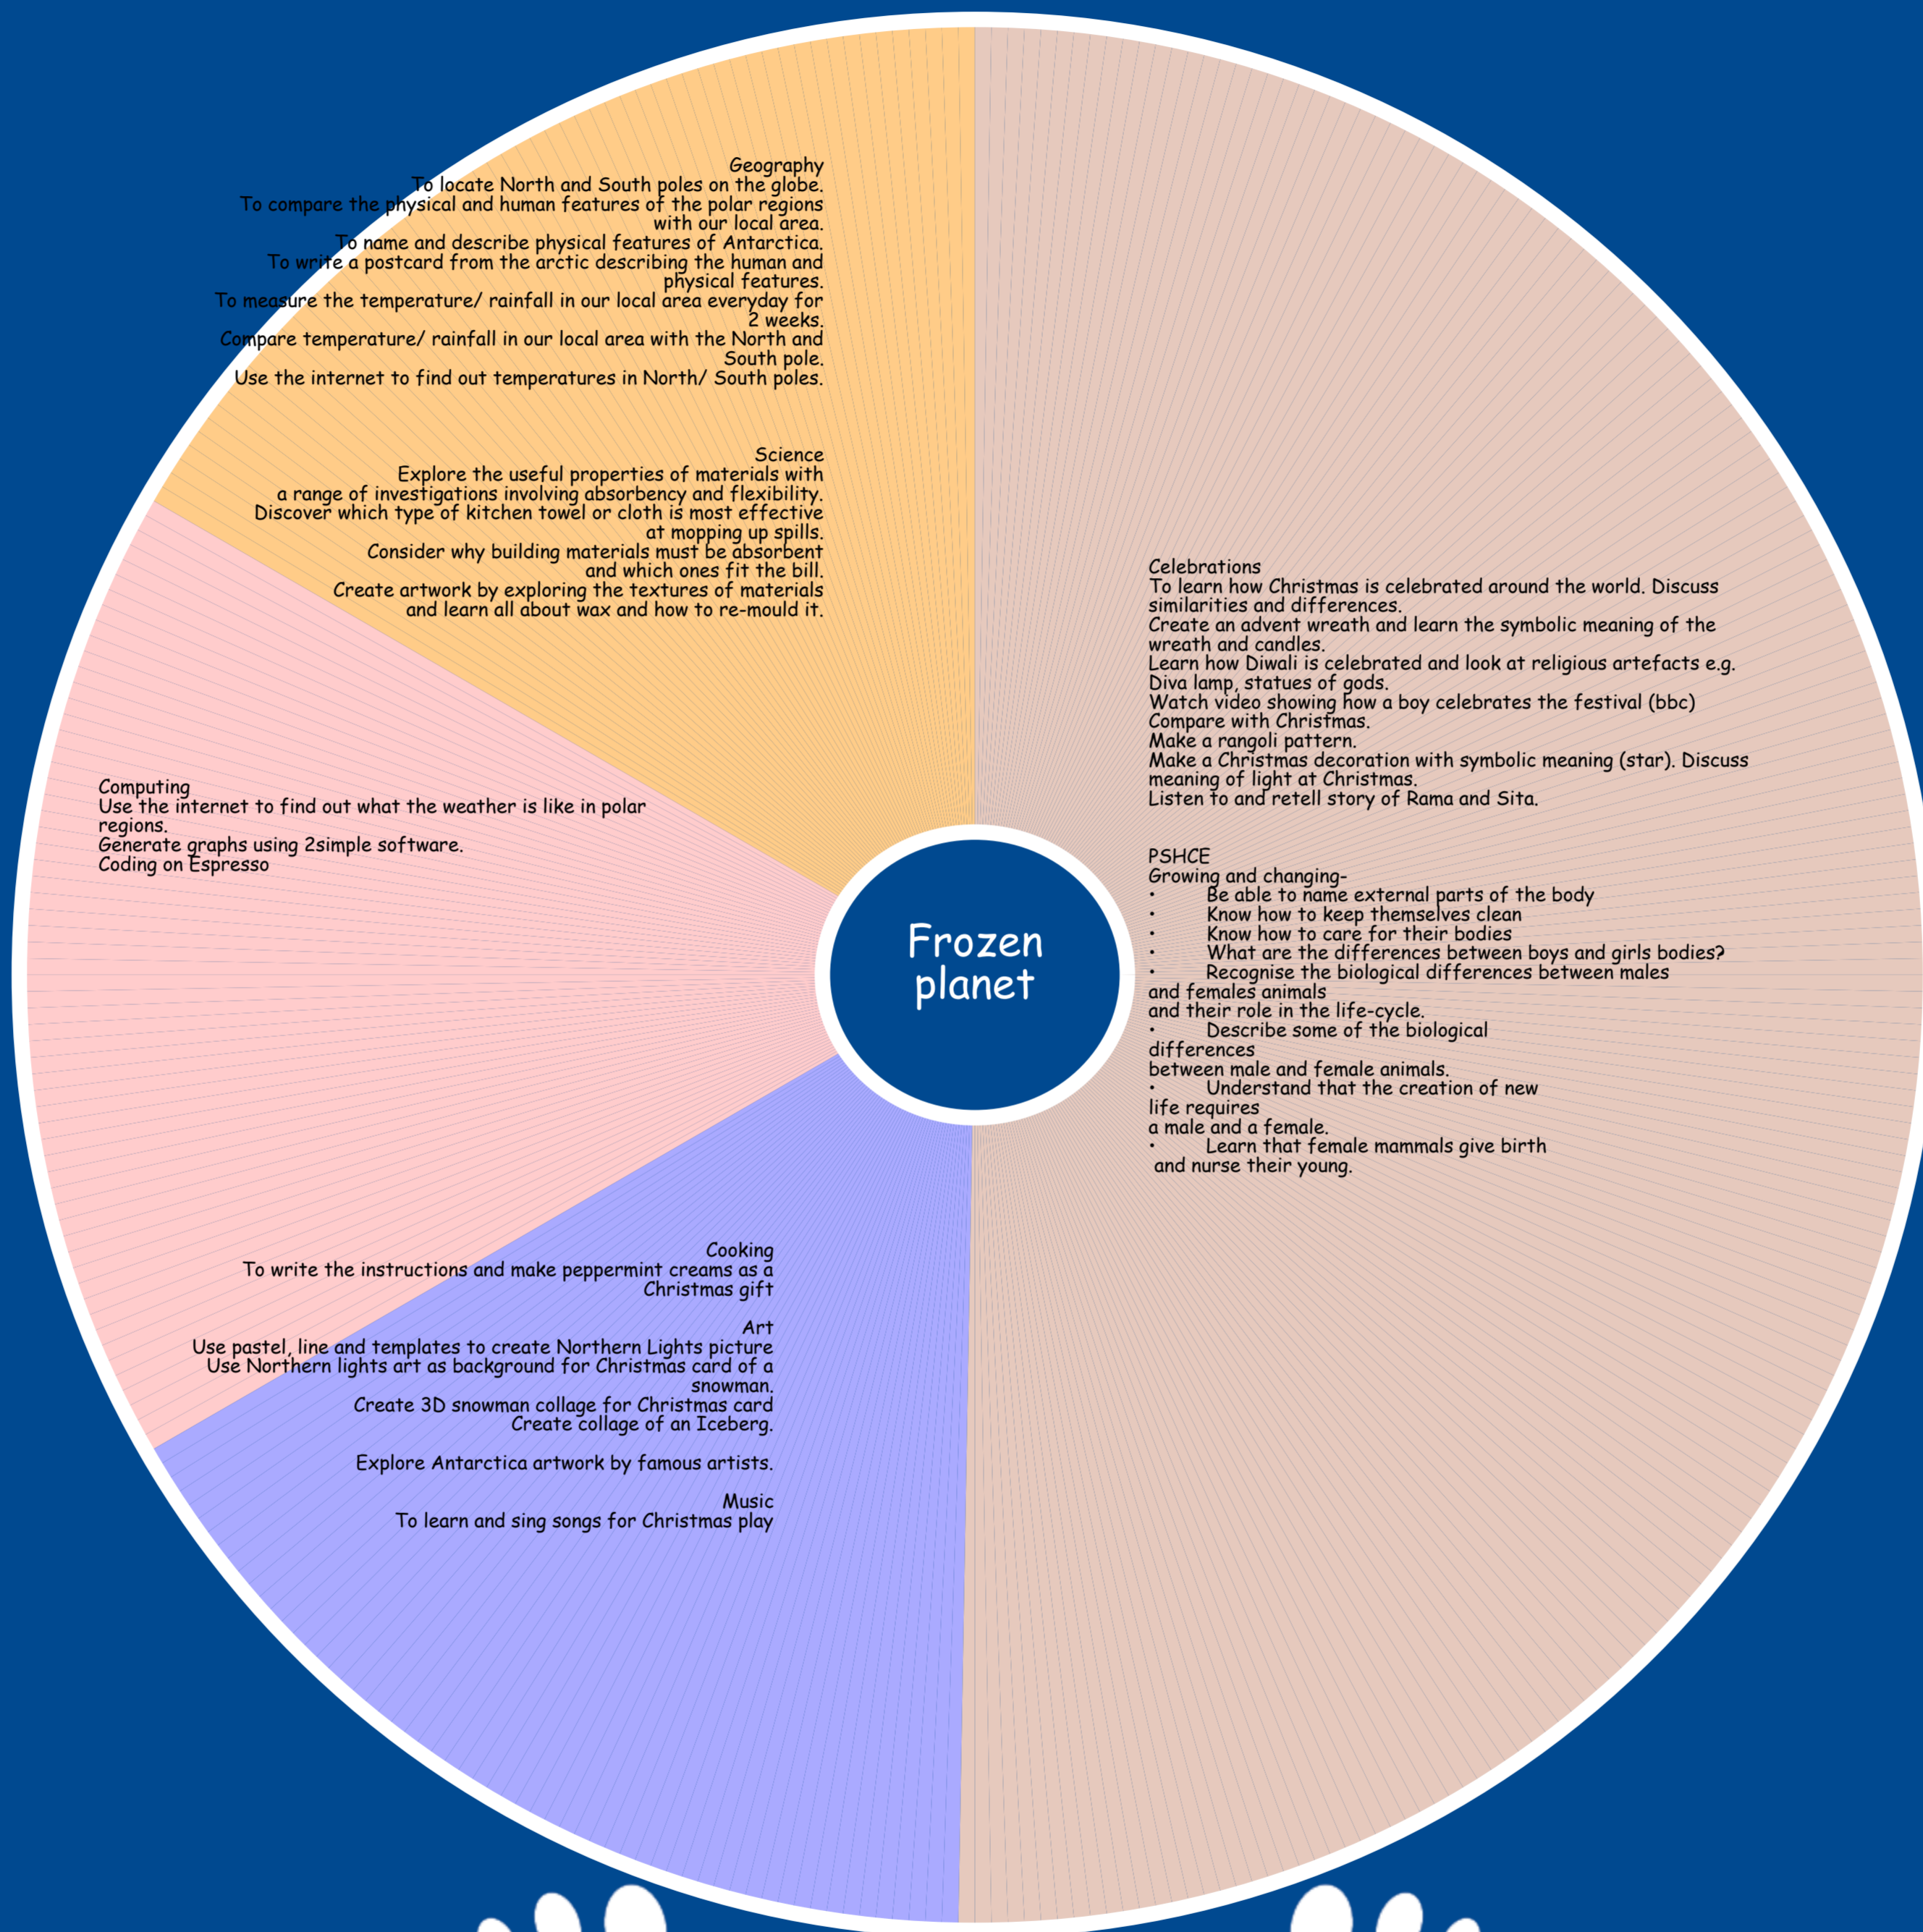 Geography
To locate North and South poles on the globe.
To compare the physical and human features of the polar regions
with our local area.
To name and describe physical features of Antarctica.
To write a postcard from the arctic describing the human and
physical features.
To measure the temperature/ rainfall in our local area everyday for
2 weeks.
Compare temperature/ rainfall in our local area with the North and
South pole.
Use the internet to find out temperatures in North/ South poles.
Science
Explore the useful properties of materials with
a range of investigations involving absorbency and flexibility.
Discover which type of kitchen towel or cloth is most effective
at mopping up spills.
Consider why building materials must be absorbent
and which ones fit the bill.
Create artwork by exploring the textures of materials
and learn all about wax and how to re-mould it.
Celebrations
To learn how Christmas is celebrated around the world. Discuss
similarities and differences.
Create an advent wreath and learn the symbolic meaning of the
wreath and candles.
Learn how Diwali is celebrated and look at religious artefacts e.g.
Diva lamp, statues of gods.
Watch video showing how a boy celebrates the festival (bbc)
Compare with Christmas.
Make a rangoli pattern.
Make a Christmas decoration with symbolic meaning (star). Discuss
meaning of light at Christmas.
Listen to and retell story of Rama and Sita.
PSHCE
Growing and changing-
• Be able to name external parts of the body
• Know how to keep themselves clean
• Know how to care for their bodies
• What are the differences between boys and girls bodies?
• Recognise the biological differences between males
and females animals
and their role in the life-cycle.
• Describe some of the biological
differences
between male and female animals.
• Understand that the creation of new
life requires
a male and a female.
• Learn that female mammals give birth
and nurse their young.
Computing
Use the internet to find out what the weather is like in polar
regions.
Generate graphs using 2simple software.
Coding on Espresso
Frozen
planet
Cooking
To write the instructions and make peppermint creams as a
Christmas gift
Art
Use pastel, line and templates to create Northern Lights picture
Use Northern lights art as background for Christmas card of a
snowman.
Create 3D snowman collage for Christmas card
Create collage of an Iceberg.
Explore Antarctica artwork by famous artists.
Music
To learn and sing songs for Christmas play